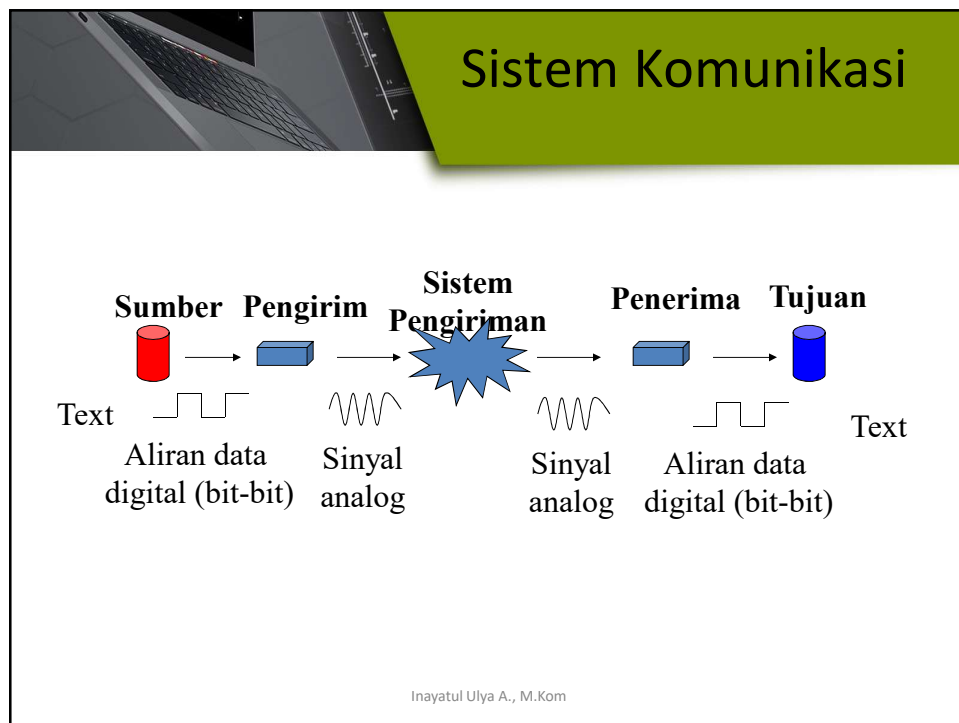 Sistem Komunikasi
Sumber
Pengirim
Sistem
Pengiriman
Penerima
Tujuan
Text
Aliran data
digital (bit-bit)
Sinyal
analog
Sinyal
analog
Aliran data
digital (bit-bit)
Text
Inayatul Ulya A., M.Kom